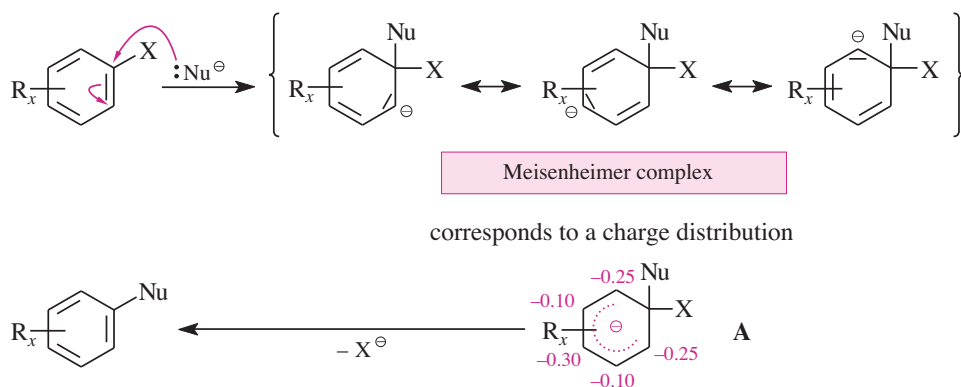 X
:Nu⊖
Rx
Nu
X
Rx
⊖
Nu
X
Rx
⊖
⊖
Nu
X
Rx
Meisenheimer complex
corresponds to a charge distribution
Nu
Rx
– X⊖
Nu
–0.25
–0.10
X
Rx
⊖
A
–0.30
–0.25
–0.10